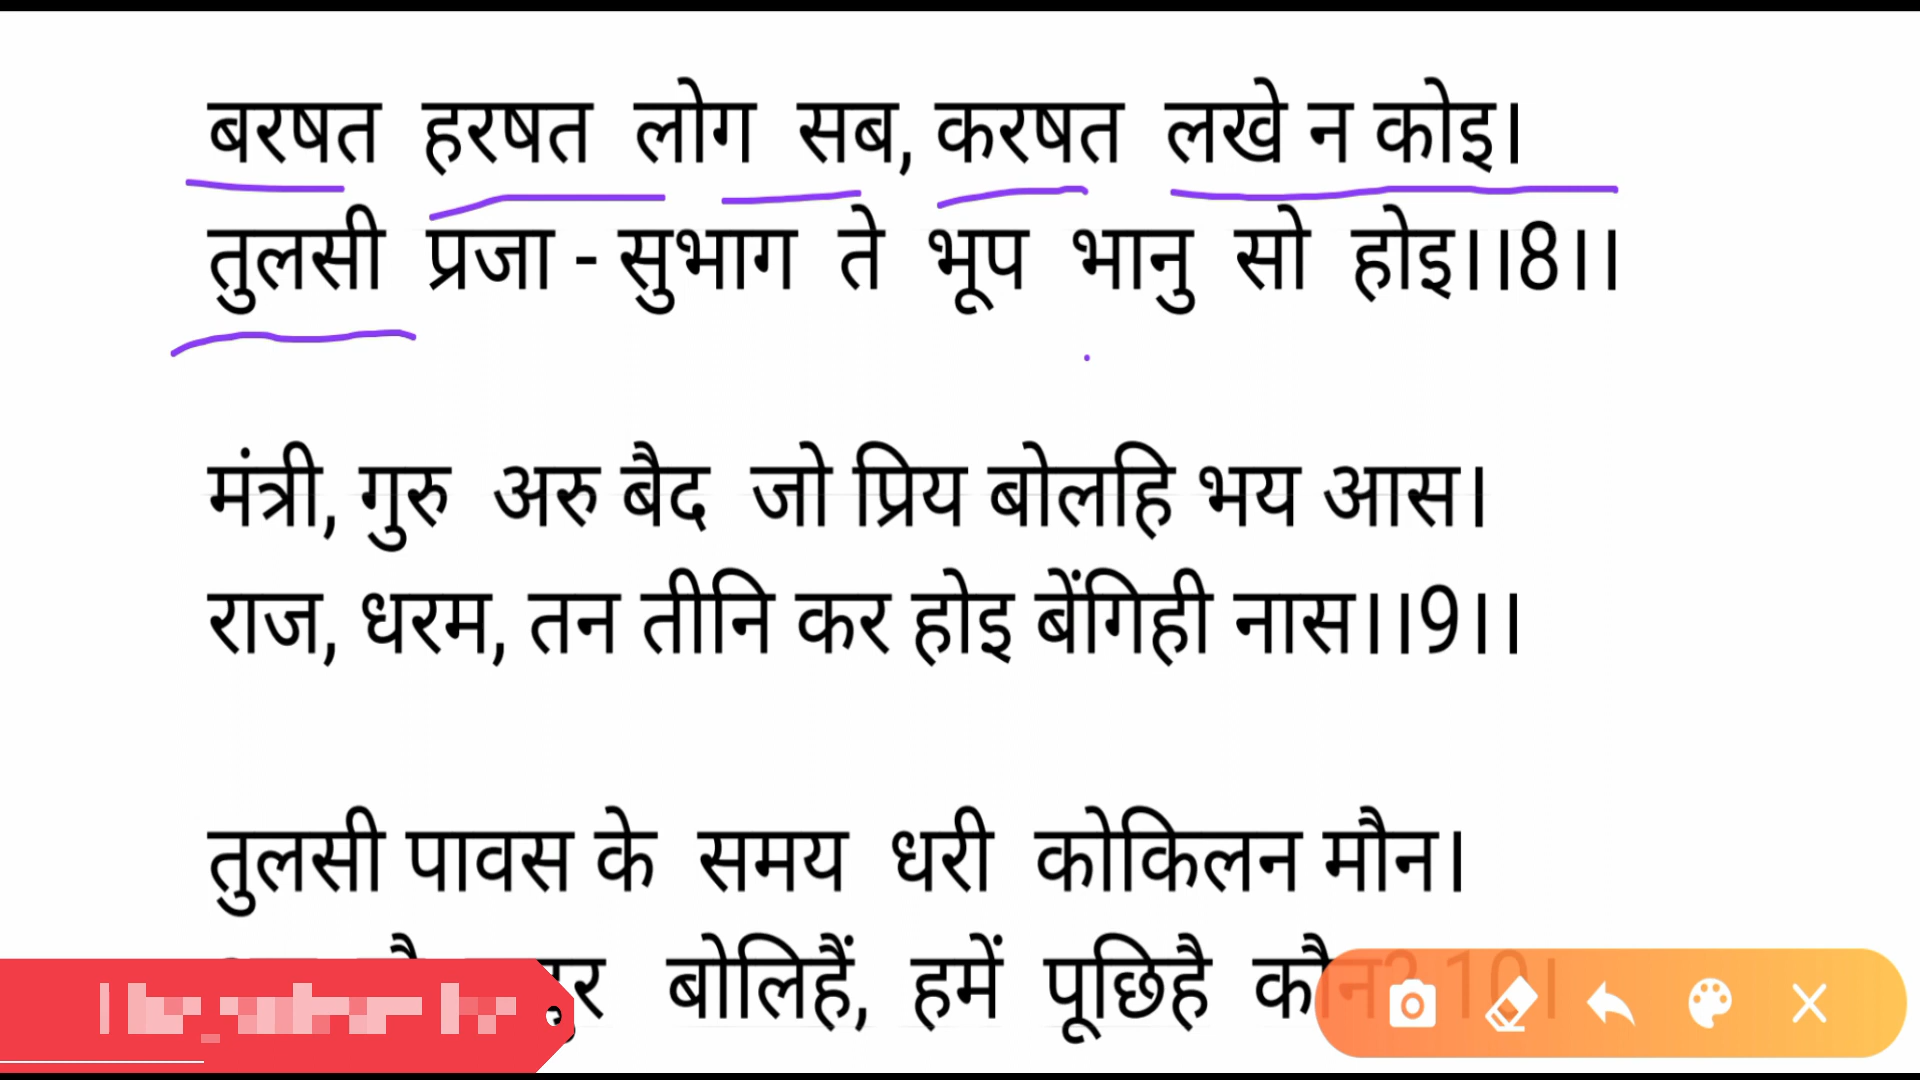 बरषत हरषत लोग सब, करषत लखे न कोइ।
तुलसी प्रजा - सुभाग ते भूप भानु सो होइ।।8।।
मंत्री, गुरु अरु बैद जो प्रिय बोलहि भय आस।
राज, धरम, तन तीनि कर होइ बेंगिही नास।।9।।
तुलसी पावस के समय धरी कोकिलन मौन।
बोलिहैं, हमें पूछिहै कौन? 10।